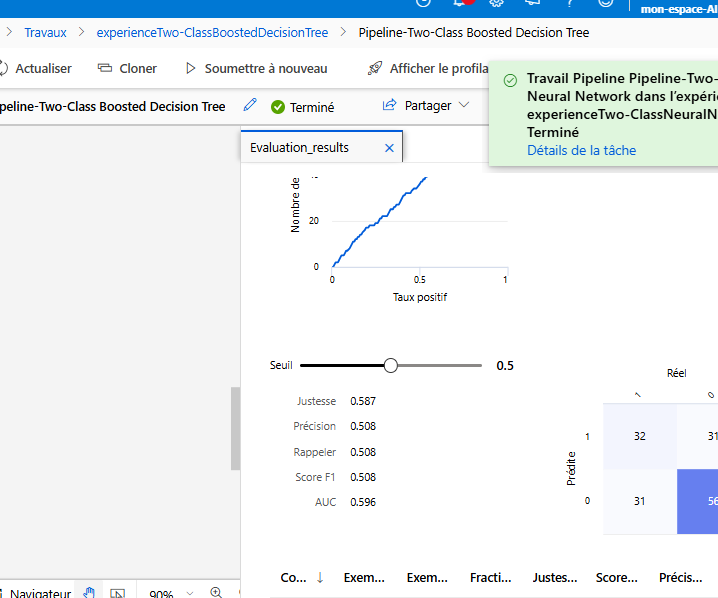 mon-espace-AI
> Travaux > experienceTwo-ClassBoostedDecisionTree > Pipeline-Two-Class Boosted Decision Tree
Actualiser Cloner Soumettre à nouveau Afficher le profila
peline-Two-Class Boosted Decision Tree Terminé Partager
Travail Pipeline Pipeline-Two-
Neural Network dans l'expérie
experienceTwo-ClassNeuralN
Terminé
Détails de la tâche
Evaluation_results
Nombre de
20
0
0 0.5 1
Taux positif
Seuil 0.5
Justesse 0.587
Précision 0.508
Rappeler 0.508
Score F1 0.508
AUC 0.596
Réel
1 0
Prédite
1 32 31
0 31 56
Co... Exem... Exem... Fracti... Justes... Score... Précis...
Navigateur 90%